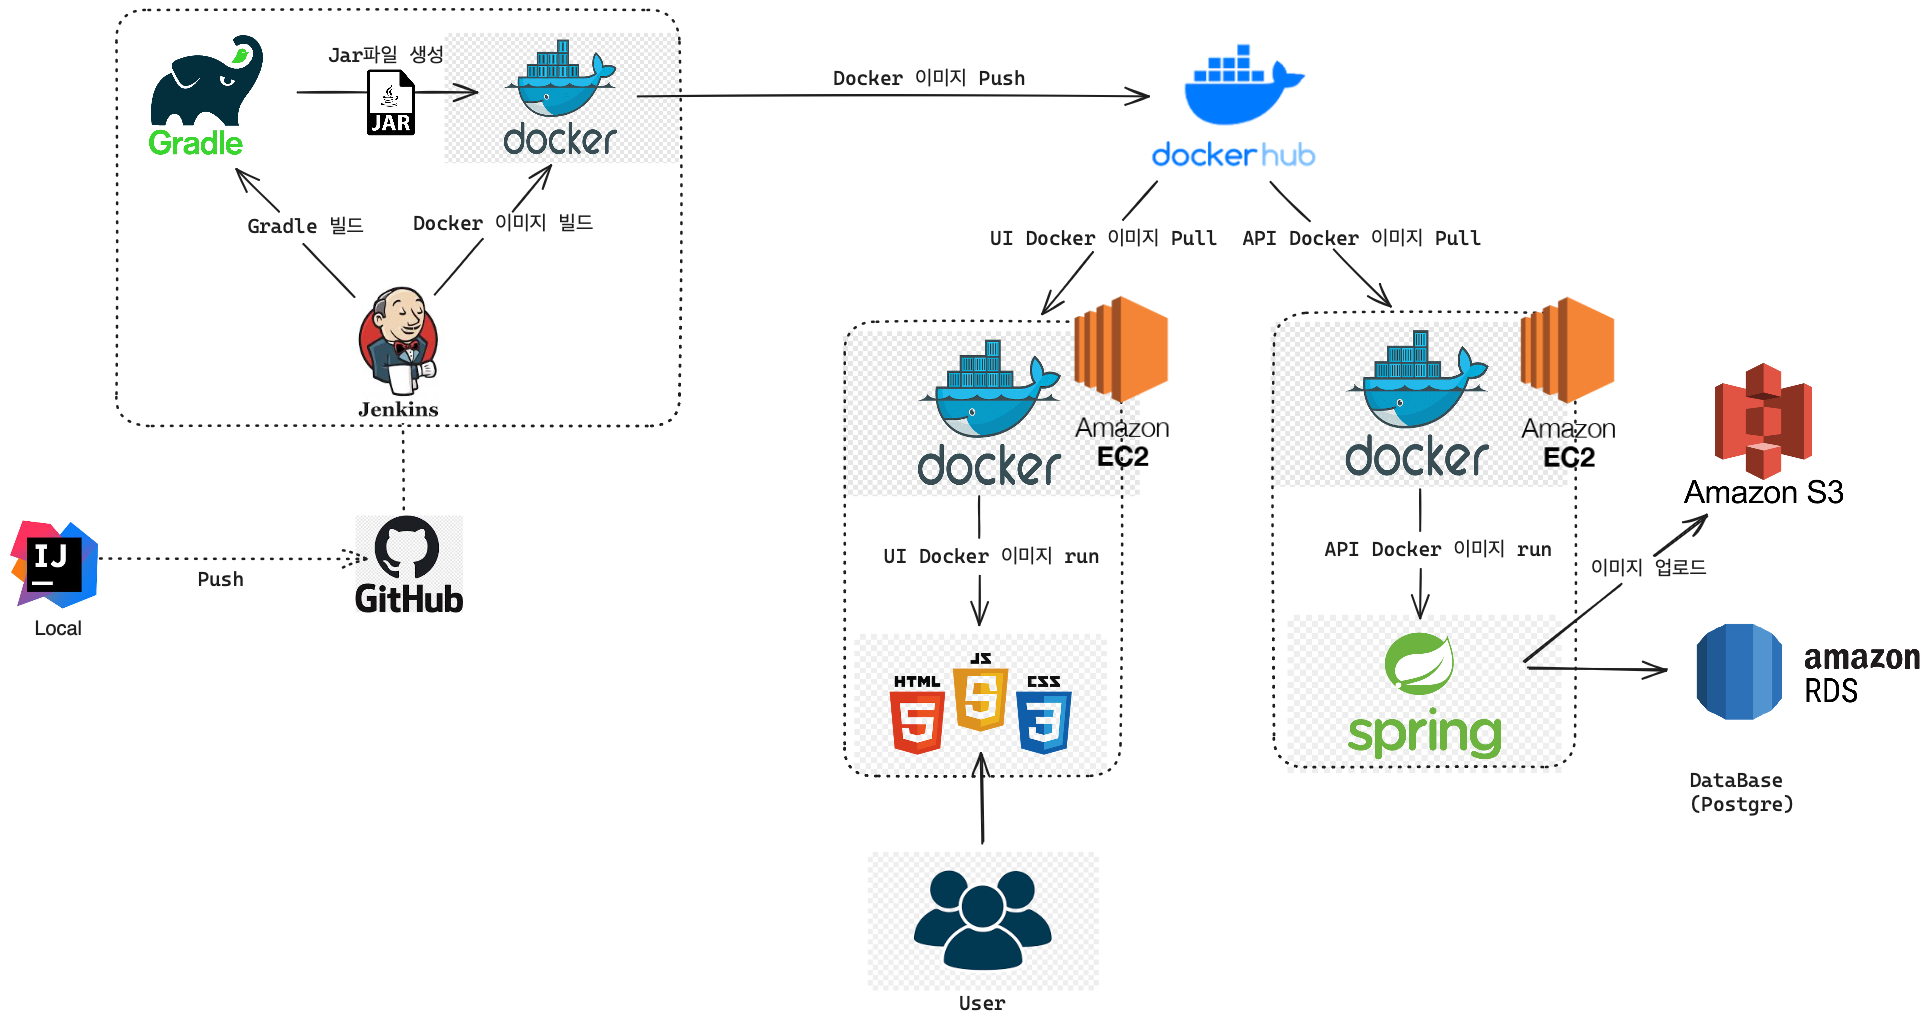 Jar파일 생성
JAR
Gradle
docker
Docker 이미지 Push
dockerhub
Gradle 빌드
Docker 이미지 빌드
UI Docker 이미지 Pull
API Docker 이미지 Pull
Jenkins
docker
Amazon
EC2
docker
Amazon
EC2
Amazon S3
IJ
Push
Local
GitHub
UI Docker 이미지 run
API Docker 이미지 run
이미지 업로드
JS
HTML
CSS
5
3
spring
amazon
RDS
DataBase
(Postgre)
User